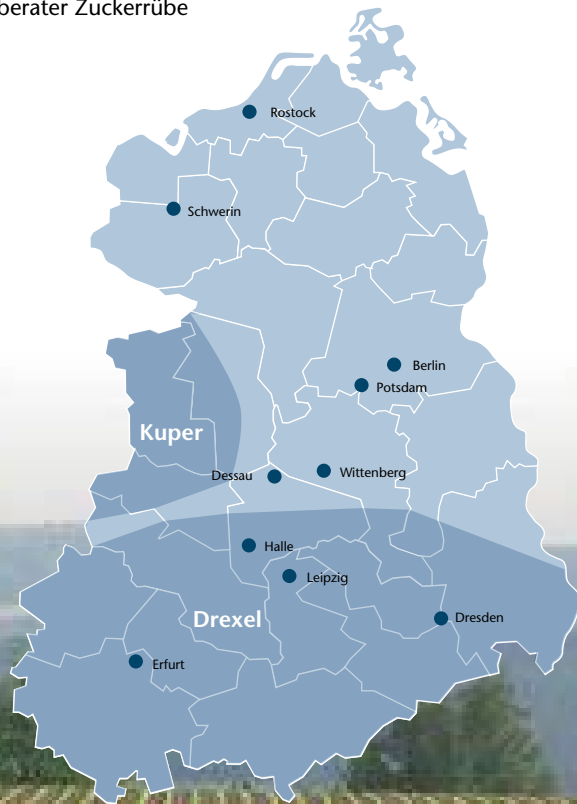 berater Zuckerrübe
Rostock
Schwerin
Berlin
Potsdam
Kuper
Dessau
Wittenberg
Halle
Leipzig
Drexel
Dresden
Erfurt